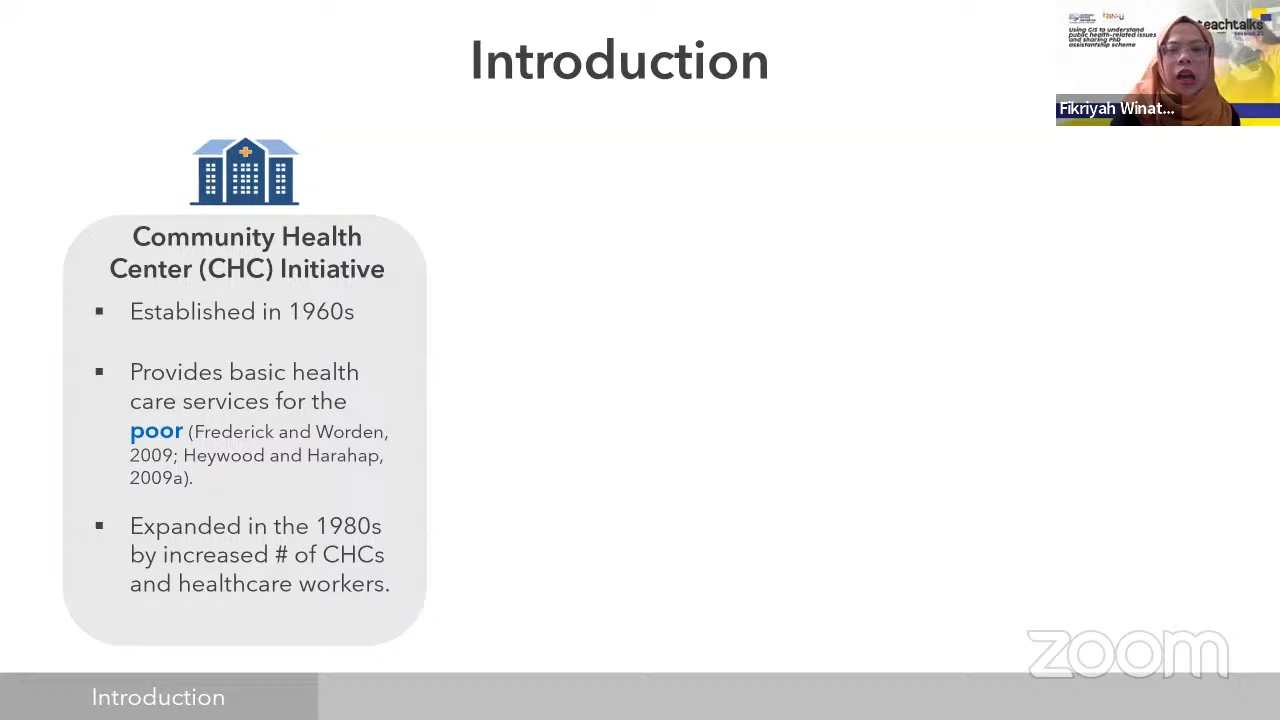 Introduction
Using GIS to understand
public health-related issues
and sharing PhD
assistantship scheme
teachtalks
Fikriyah Winat...
Community Health
Center (CHC) Initiative
▪ Established in 1960s
▪ Provides basic health
care services for the
poor (Frederick and Worden,
2009; Heywood and Harahap,
2009a).
▪ Expanded in the 1980s
by increased # of CHCs
and healthcare workers.
zoom
Introduction